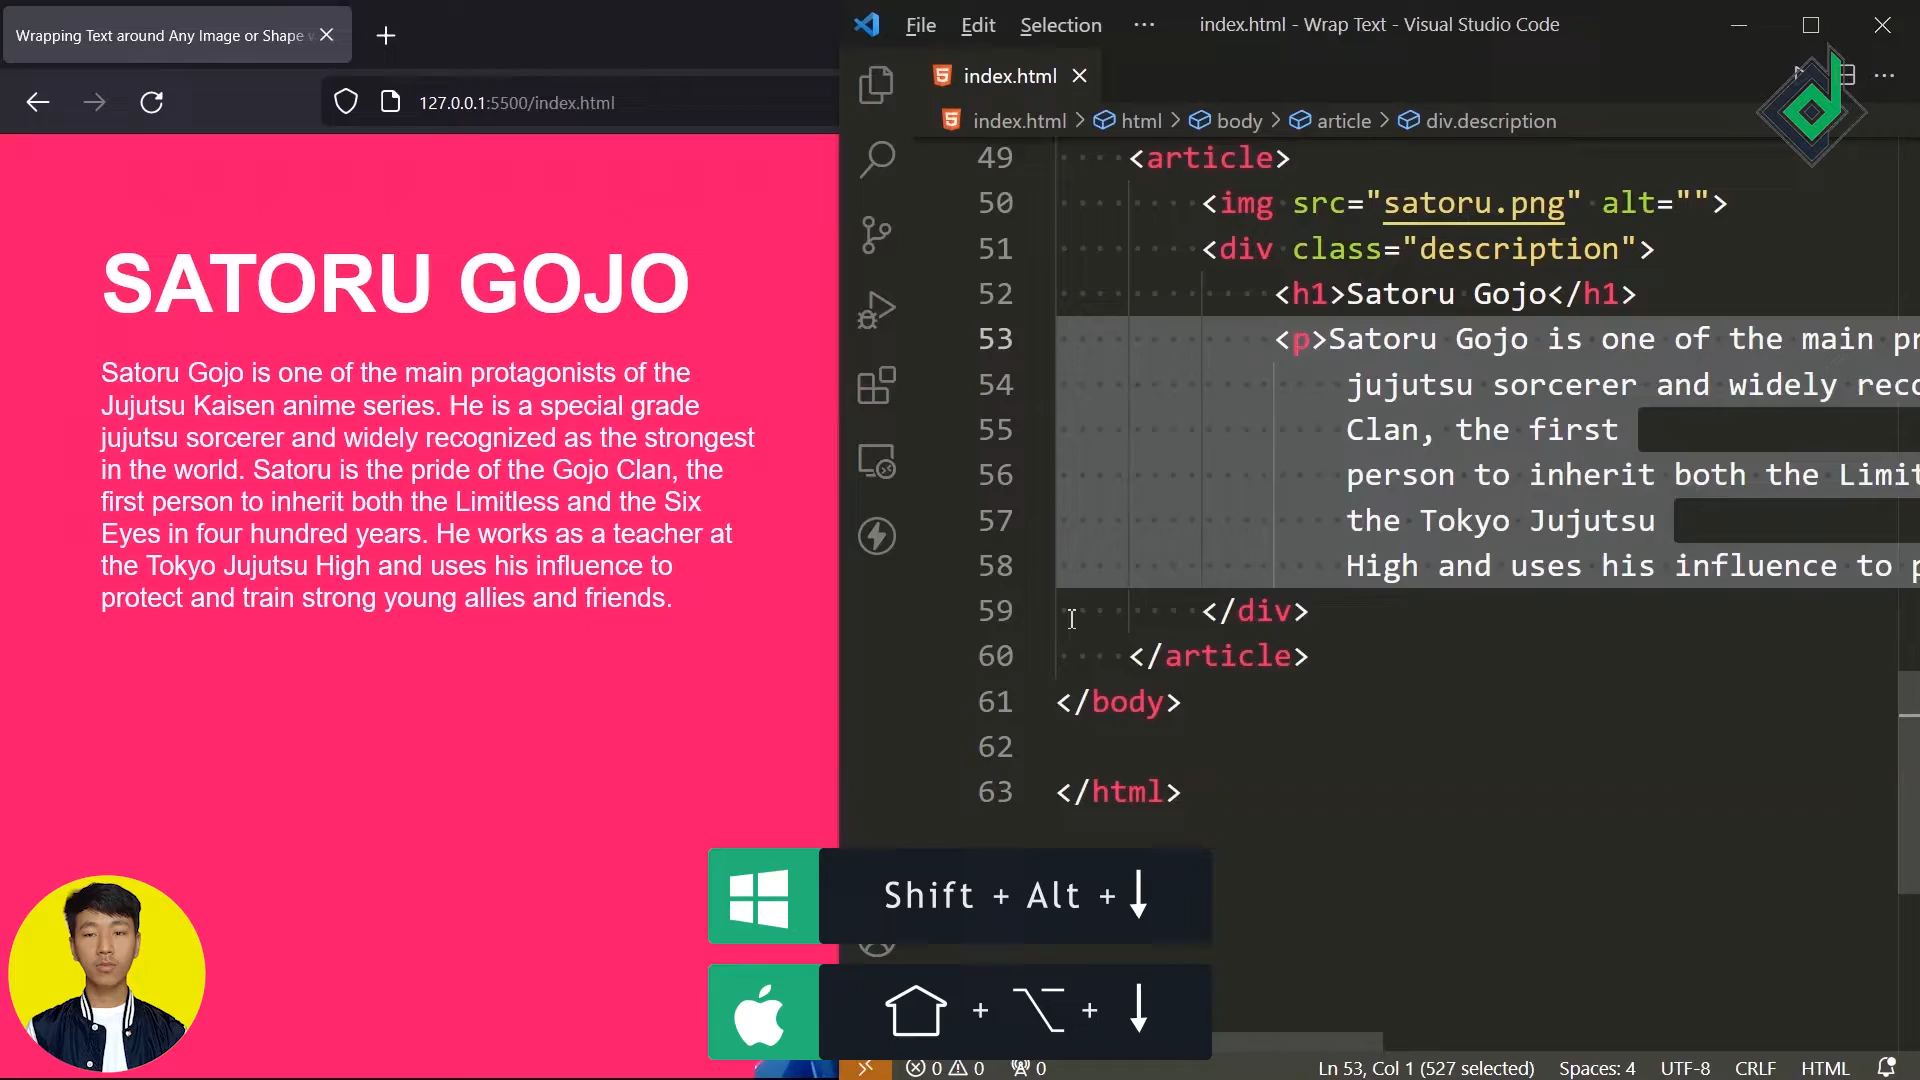 Wrapping Text around Any Image or Shape
127.0.0.1:5500/index.html
SATORU GOJO
Satoru Gojo is one of the main protagonists of the
Jujutsu Kaisen anime series. He is a special grade
jujutsu sorcerer and widely recognized as the strongest
in the world. Satoru is the pride of the Gojo Clan, the
first person to inherit both the Limitless and the Six
Eyes in four hundred years. He works as a teacher at
the Tokyo Jujutsu High and uses his influence to
protect and train strong young allies and friends.
File Edit Selection ··· index.html - Wrap Text - Visual Studio Code
index.html
index.html > html > body > article > div.description
49 <article>
50 <img src="satoru.png" alt="">
51 <div class="description">
52 <h1>Satoru Gojo</h1>
53 <p>Satoru Gojo is one of the main pr
54 jujutsu sorcerer and widely reco
55 Clan, the first
56 person to inherit both the Limit
57 the Tokyo Jujutsu
58 High and uses his influence to p
59 </div>
60 </article>
61 </body>
62
63 </html>
Shift + Alt + ↓
+ ⌥ + ↓
0 0 0 Ln 53, Col 1 (527 selected) Spaces: 4 UTF-8 CRLF HTML